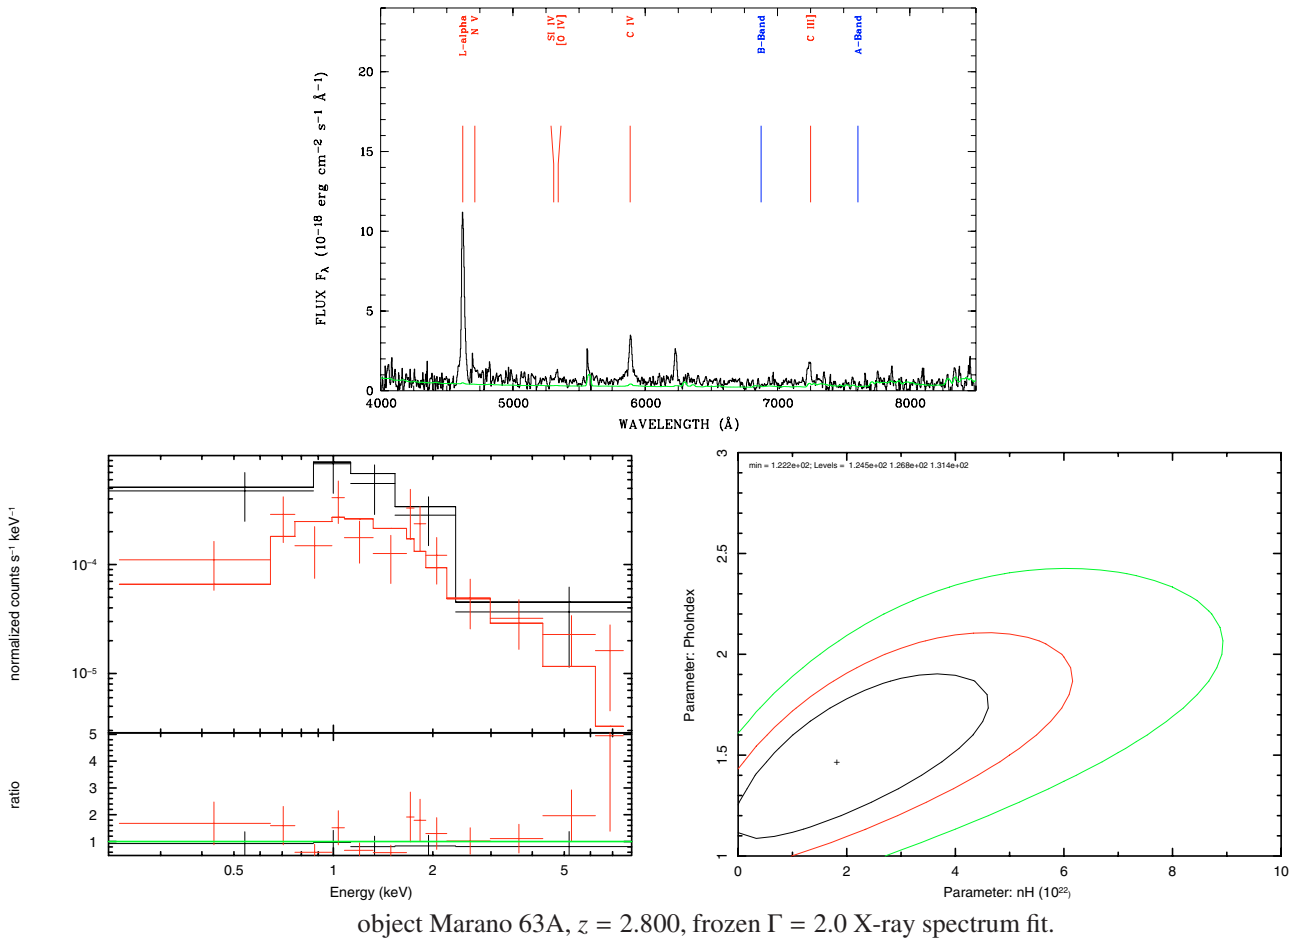 L-alpha
N V
SI IV
[O IV]
C IV
B-Band
C III]
A-Band
FLUX Fλ (10−18 erg cm−2 s−1 Å−1)
20
15
10
5
0
4000 5000 6000 7000 8000
WAVELENGTH (Å)
normalized counts s−1 keV−1
10−4
10−5
ratio
5
4
3
2
1
0.5 1 2 5
Energy (keV)
min = 1.222e+02; Levels = 1.245e+02 1.268e+02 1.314e+02
Parameter: PhoIndex
3
2.5
2
1.5
1
0 2 4 6 8 10
Parameter: nH (1022)
object Marano 63A, z = 2.800, frozen Γ = 2.0 X-ray spectrum fit.